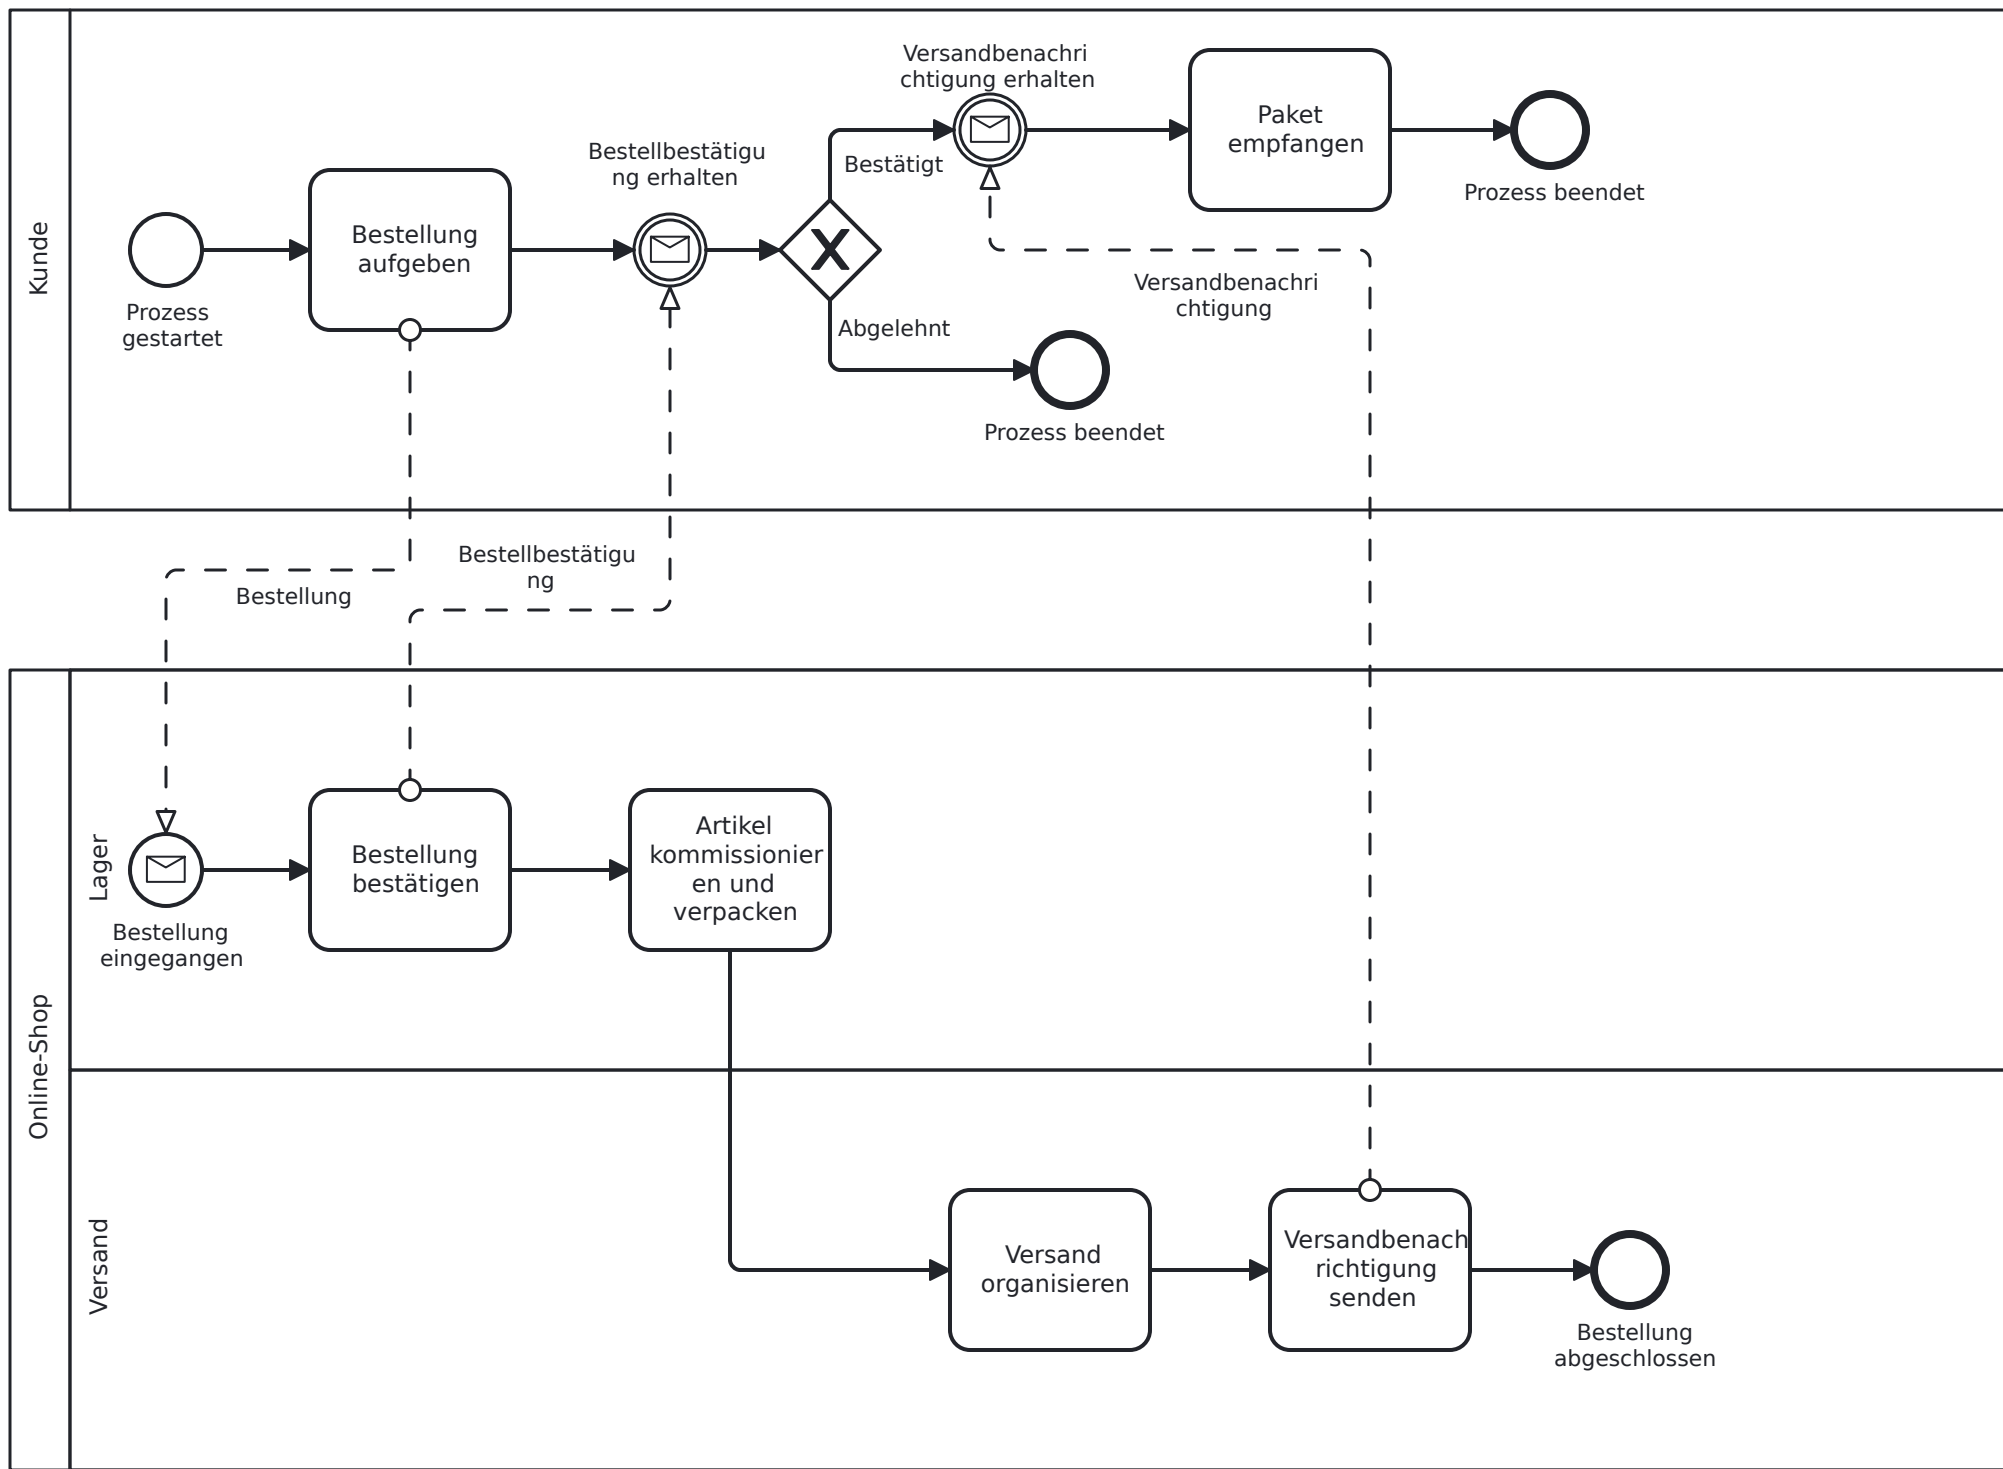 Kunde
Versandbenachri
chtigung erhalten
Paket
empfangen
Prozess beendet
Bestellbestätigu
ng erhalten
Bestätigt
Bestellung
aufgeben
Prozess
gestartet
Versandbenachri
chtigung
Abgelehnt
Prozess beendet
Bestellbestätigu
ng
Bestellung
Online-Shop
Lager
Bestellung
eingegangen
Bestellung
bestätigen
Artikel
kommissionier
en und
verpacken
Versand
Versand
organisieren
Versandbenach
richtigung
senden
Bestellung
abgeschlossen